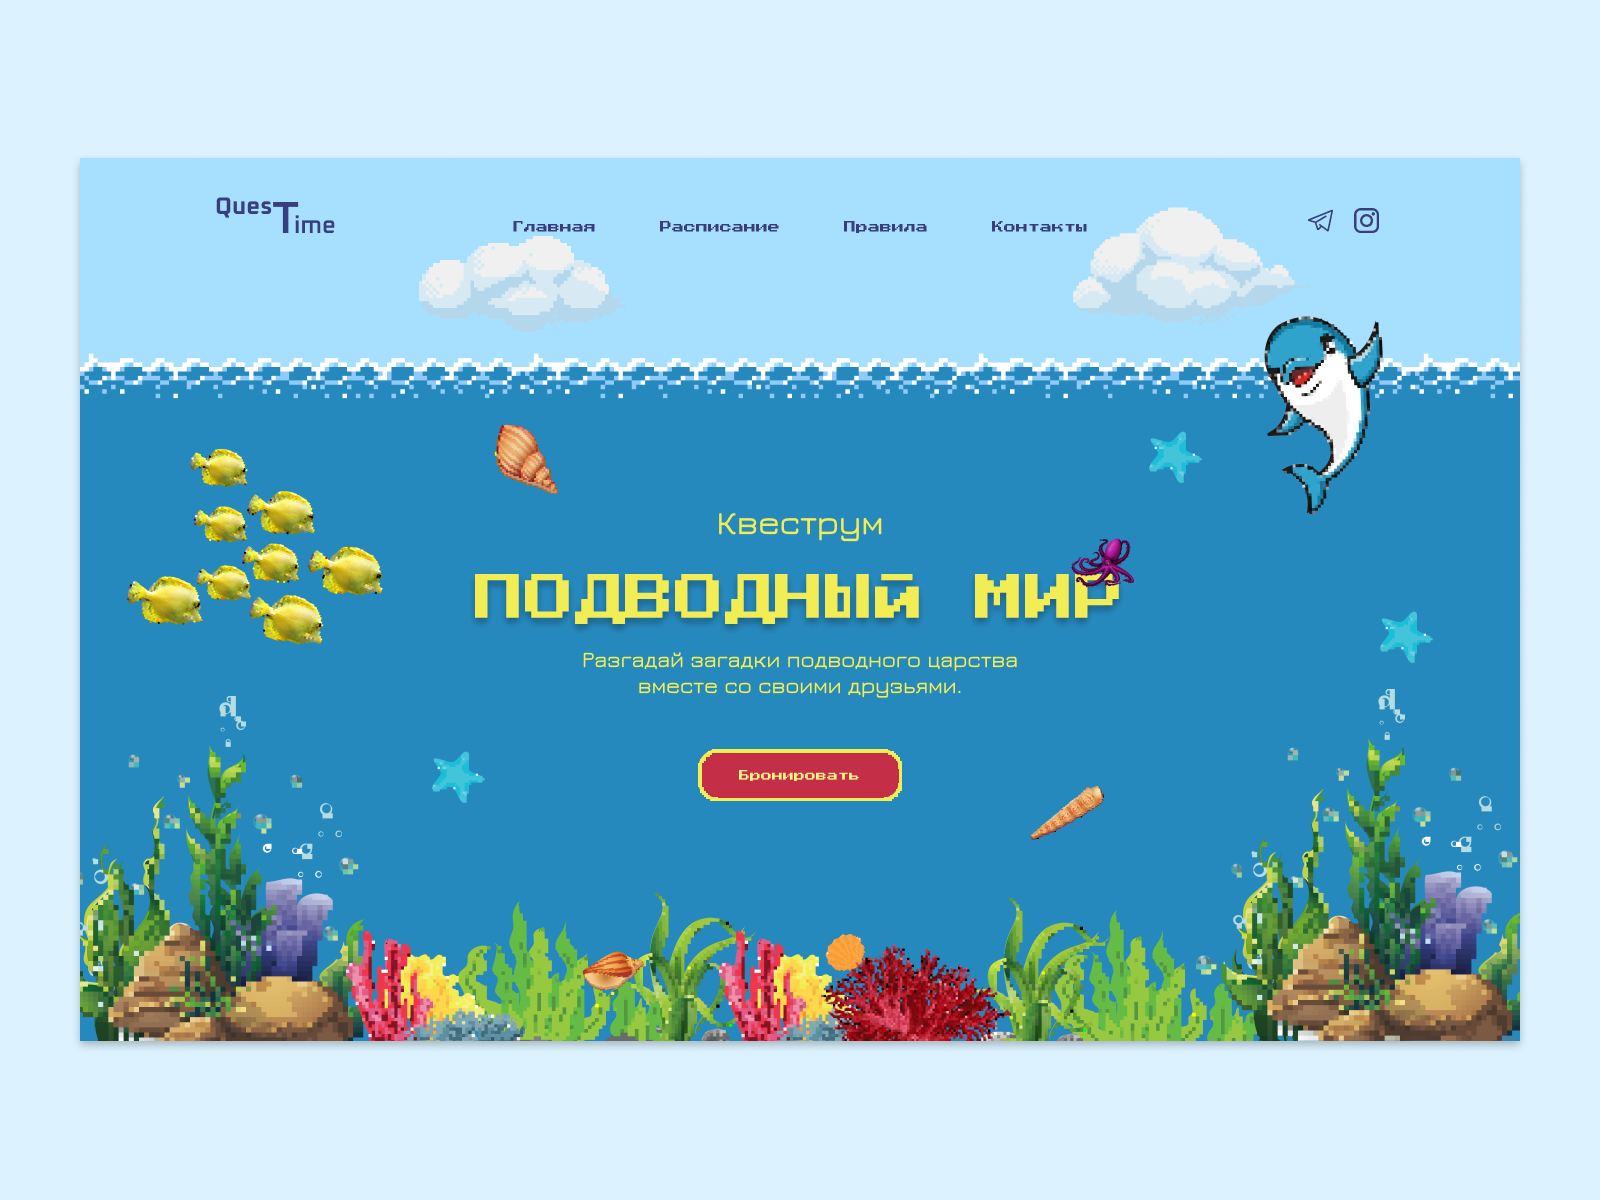 QuesTime
Главная Расписание Правила Контакты
Квеструм
ПОДВОДНЫЙ МИР
Разгадай загадки подводного царства
вместе со своими друзьями.
Бронировать